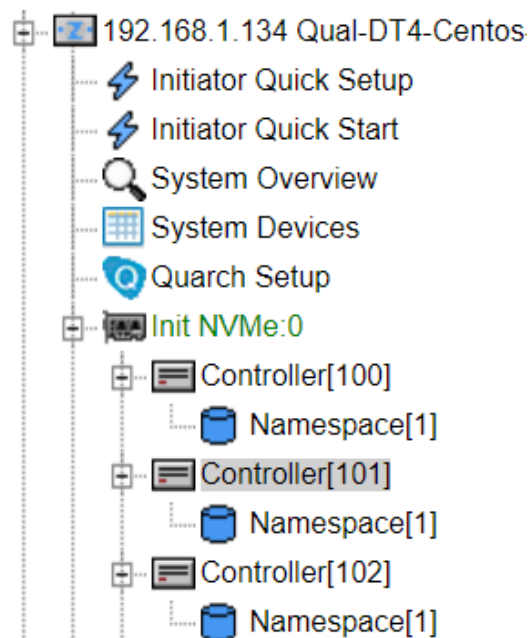 192.168.1.134 Qual-DT4-Centos-
Initiator Quick Setup
Initiator Quick Start
System Overview
System Devices
Quarch Setup
Init NVMe:0
Controller[100]
Namespace[1]
Controller[101]
Namespace[1]
Controller[102]
Namespace[1]